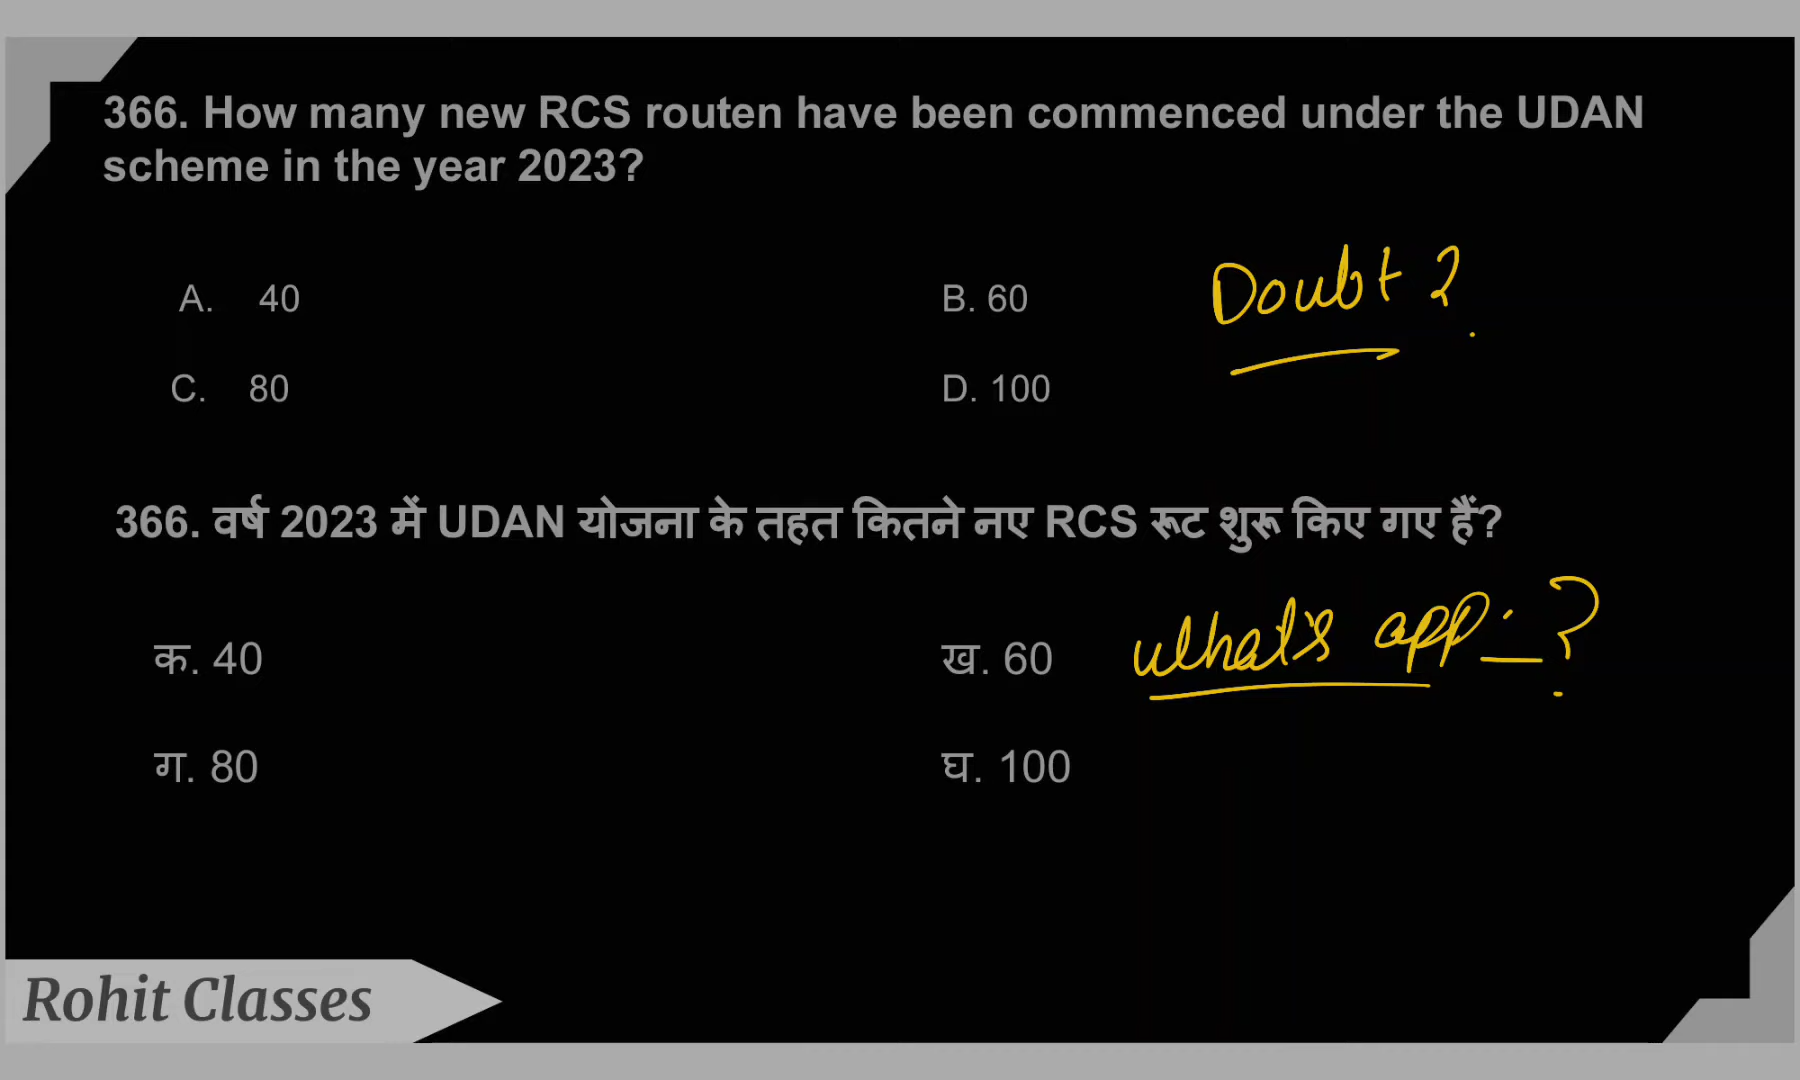 366. How many new RCS routen have been commenced under the UDAN
scheme in the year 2023?
A. 40
B. 60
Doubt ?
C. 80
D. 100
366. वर्ष 2023 में UDAN योजना के तहत कितने नए RCS रूट शुरू किए गए हैं?
क. 40
ख. 60
what's app:- ?
ग. 80
घ. 100
Rohit Classes